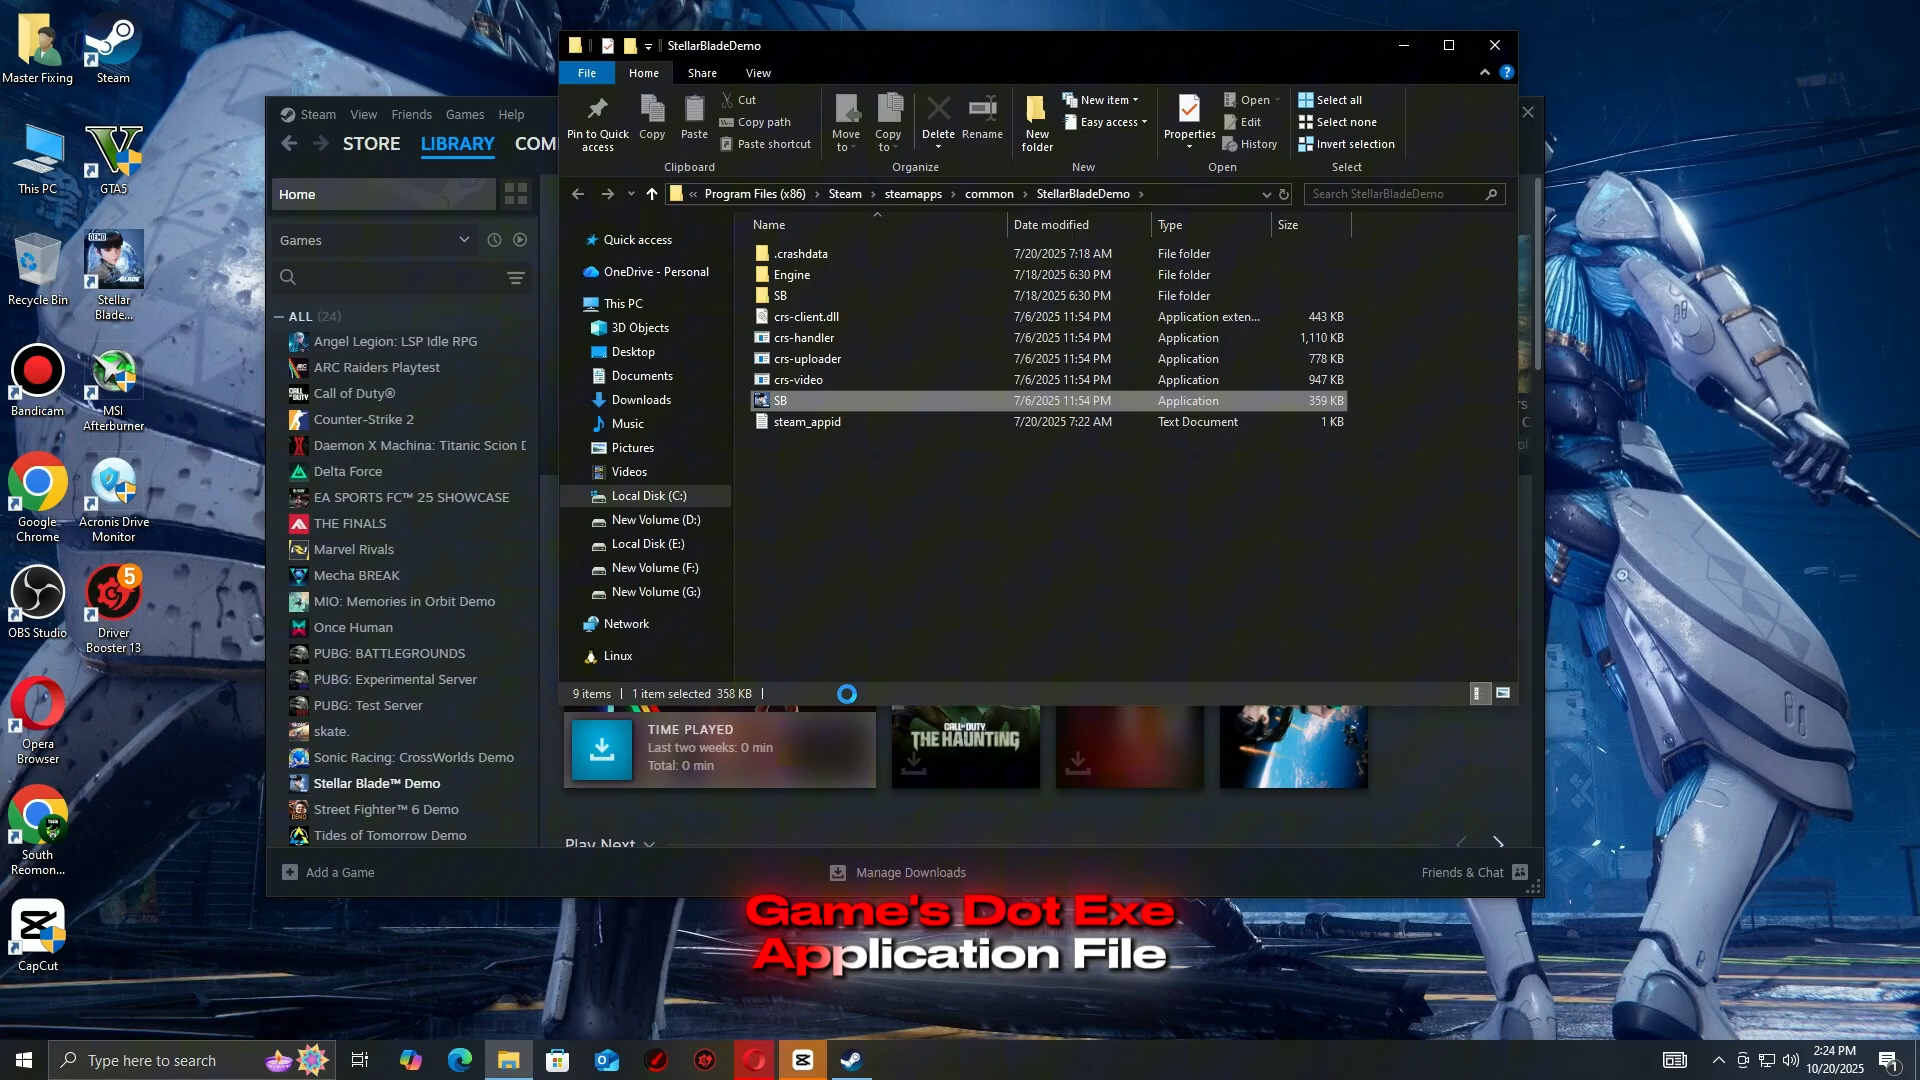 Master Fixing
Steam
This PC
GTA5
Recycle Bin
Stellar
Blade...
Bandicam
MSI
Afterburner
Google
Chrome
Acronis Drive
Monitor
OBS Studio
5
Driver
Booster 13
Opera
Browser
South
Reomon...
CapCut
Steam View Friends Games Help
STORE LIBRARY COM
Home
Games
ALL (24)
Angel Legion: LSP Idle RPG
ARC Raiders Playtest
Call of Duty®
Counter-Strike 2
Daemon X Machina: Titanic Scion D
Delta Force
EA SPORTS FC™ 25 SHOWCASE
THE FINALS
Marvel Rivals
Mecha BREAK
MIO: Memories in Orbit Demo
Once Human
PUBG: BATTLEGROUNDS
PUBG: Experimental Server
PUBG: Test Server
skate.
Sonic Racing: CrossWorlds Demo
Stellar Blade™ Demo
Street Fighter™ 6 Demo
Tides of Tomorrow Demo
Add a Game
Manage Downloads
Friends & Chat
StellarBladeDemo
File Home Share View
Pin to Quick
access
Copy
Paste
Cut
Copy path
Paste shortcut
Clipboard
Move
to
Copy
to
Delete
Rename
Organize
New
folder
New item
Easy access
New
Properties
Open
Edit
History
Open
Select all
Select none
Invert selection
Select
« Program Files (x86) › Steam › steamapps › common › StellarBladeDemo ›
Search StellarBladeDemo
Quick access
OneDrive - Personal
This PC
3D Objects
Desktop
Documents
Downloads
Music
Pictures
Videos
Local Disk (C:)
New Volume (D:)
Local Disk (E:)
New Volume (F:)
New Volume (G:)
Network
Linux
Name Date modified Type Size
.crashdata 7/20/2025 7:18 AM File folder
Engine 7/18/2025 6:30 PM File folder
SB 7/18/2025 6:30 PM File folder
crs-client.dll 7/6/2025 11:54 PM Application exten... 443 KB
crs-handler 7/6/2025 11:54 PM Application 1,110 KB
crs-uploader 7/6/2025 11:54 PM Application 778 KB
crs-video 7/6/2025 11:54 PM Application 947 KB
SB 7/6/2025 11:54 PM Application 359 KB
steam_appid 7/20/2025 7:22 AM Text Document 1 KB
9 items 1 item selected 358 KB
TIME PLAYED
Last two weeks: 0 min
Total: 0 min
CALL OF DUTY
THE HAUNTING
Play Next
Game's Dot Exe
Application File
Type here to search
2:24 PM
10/20/2025
1